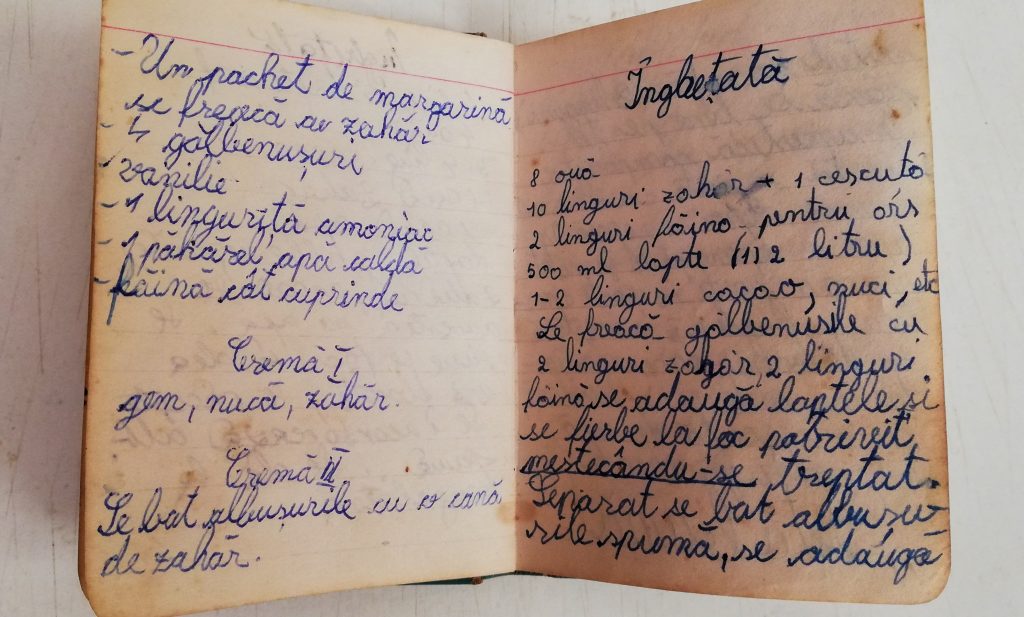 - Un pachet de margarină
se freacă cu zahăr
- 4 gălbenușuri
- vanilie
- 1 linguriță amoniac
- 1 păhărel apă caldă
- făină cât cuprinde
Cremă I
gem, nucă, zăhăr.
Cremă II
Se bat albușurile cu o cană
de zahăr.
Înghețată
8 ouă
10 linguri zahăr + 1 cescuță
2 linguri făină pentru ars
500 ml lapte (1/2 litru)
1-2 linguri cacao, nuci, etc
Se freacă gălbenușile cu
2 linguri zahăr, 2 linguri
făină se adaugă laptele și
se fierbe la foc potrivit,
mestecându-se treptat.
Separat se bat albușu-
rile spumă, se adaugă